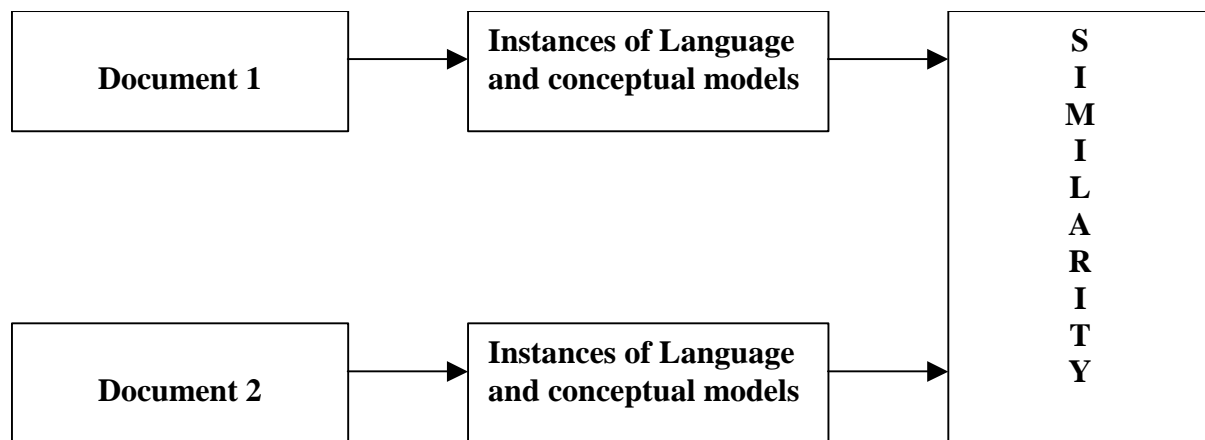 Document 1
Instances of Language
and conceptual models
S
I
M
I
L
A
R
I
T
Y
Document 2
Instances of Language
and conceptual models